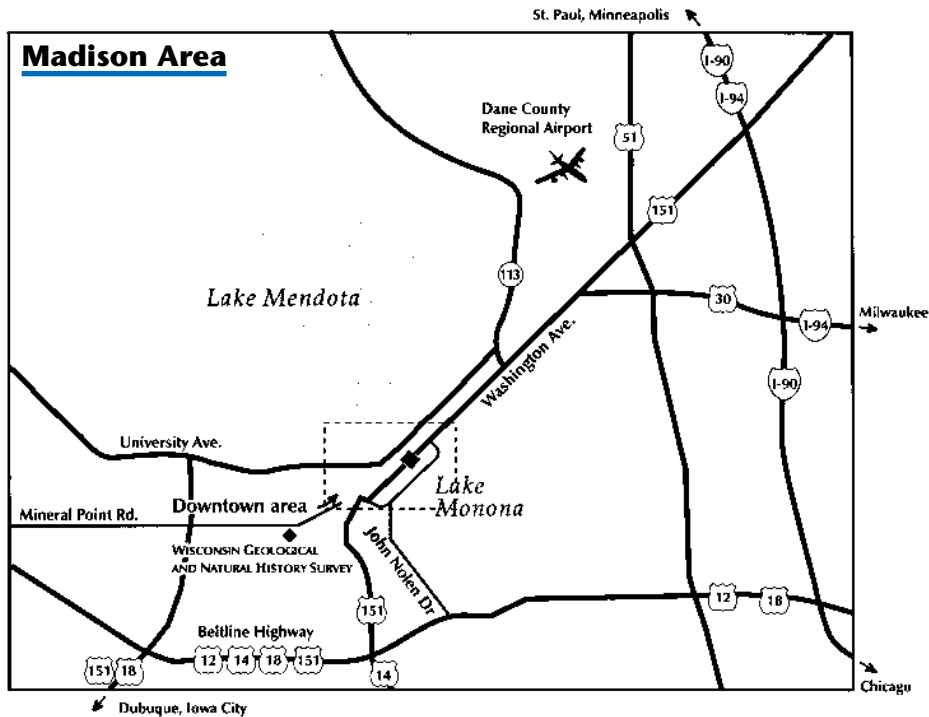 St. Paul, Minneapolis
Madison Area
I-90
I-94
Dane County
Regional Airport
51
151
113
Lake Mendota
30
Milwaukee
I-94
Washington Ave.
I-90
University Ave.
Lake
Monona
Downtown area
Mineral Point Rd.
WISCONSIN GEOLOGICAL
AND NATURAL HISTORY SURVEY
John Nolen Dr
151
12
18
Beltline Highway
12
14
18
151
151
18
14
Chicagu
Dubuque, Iowa City